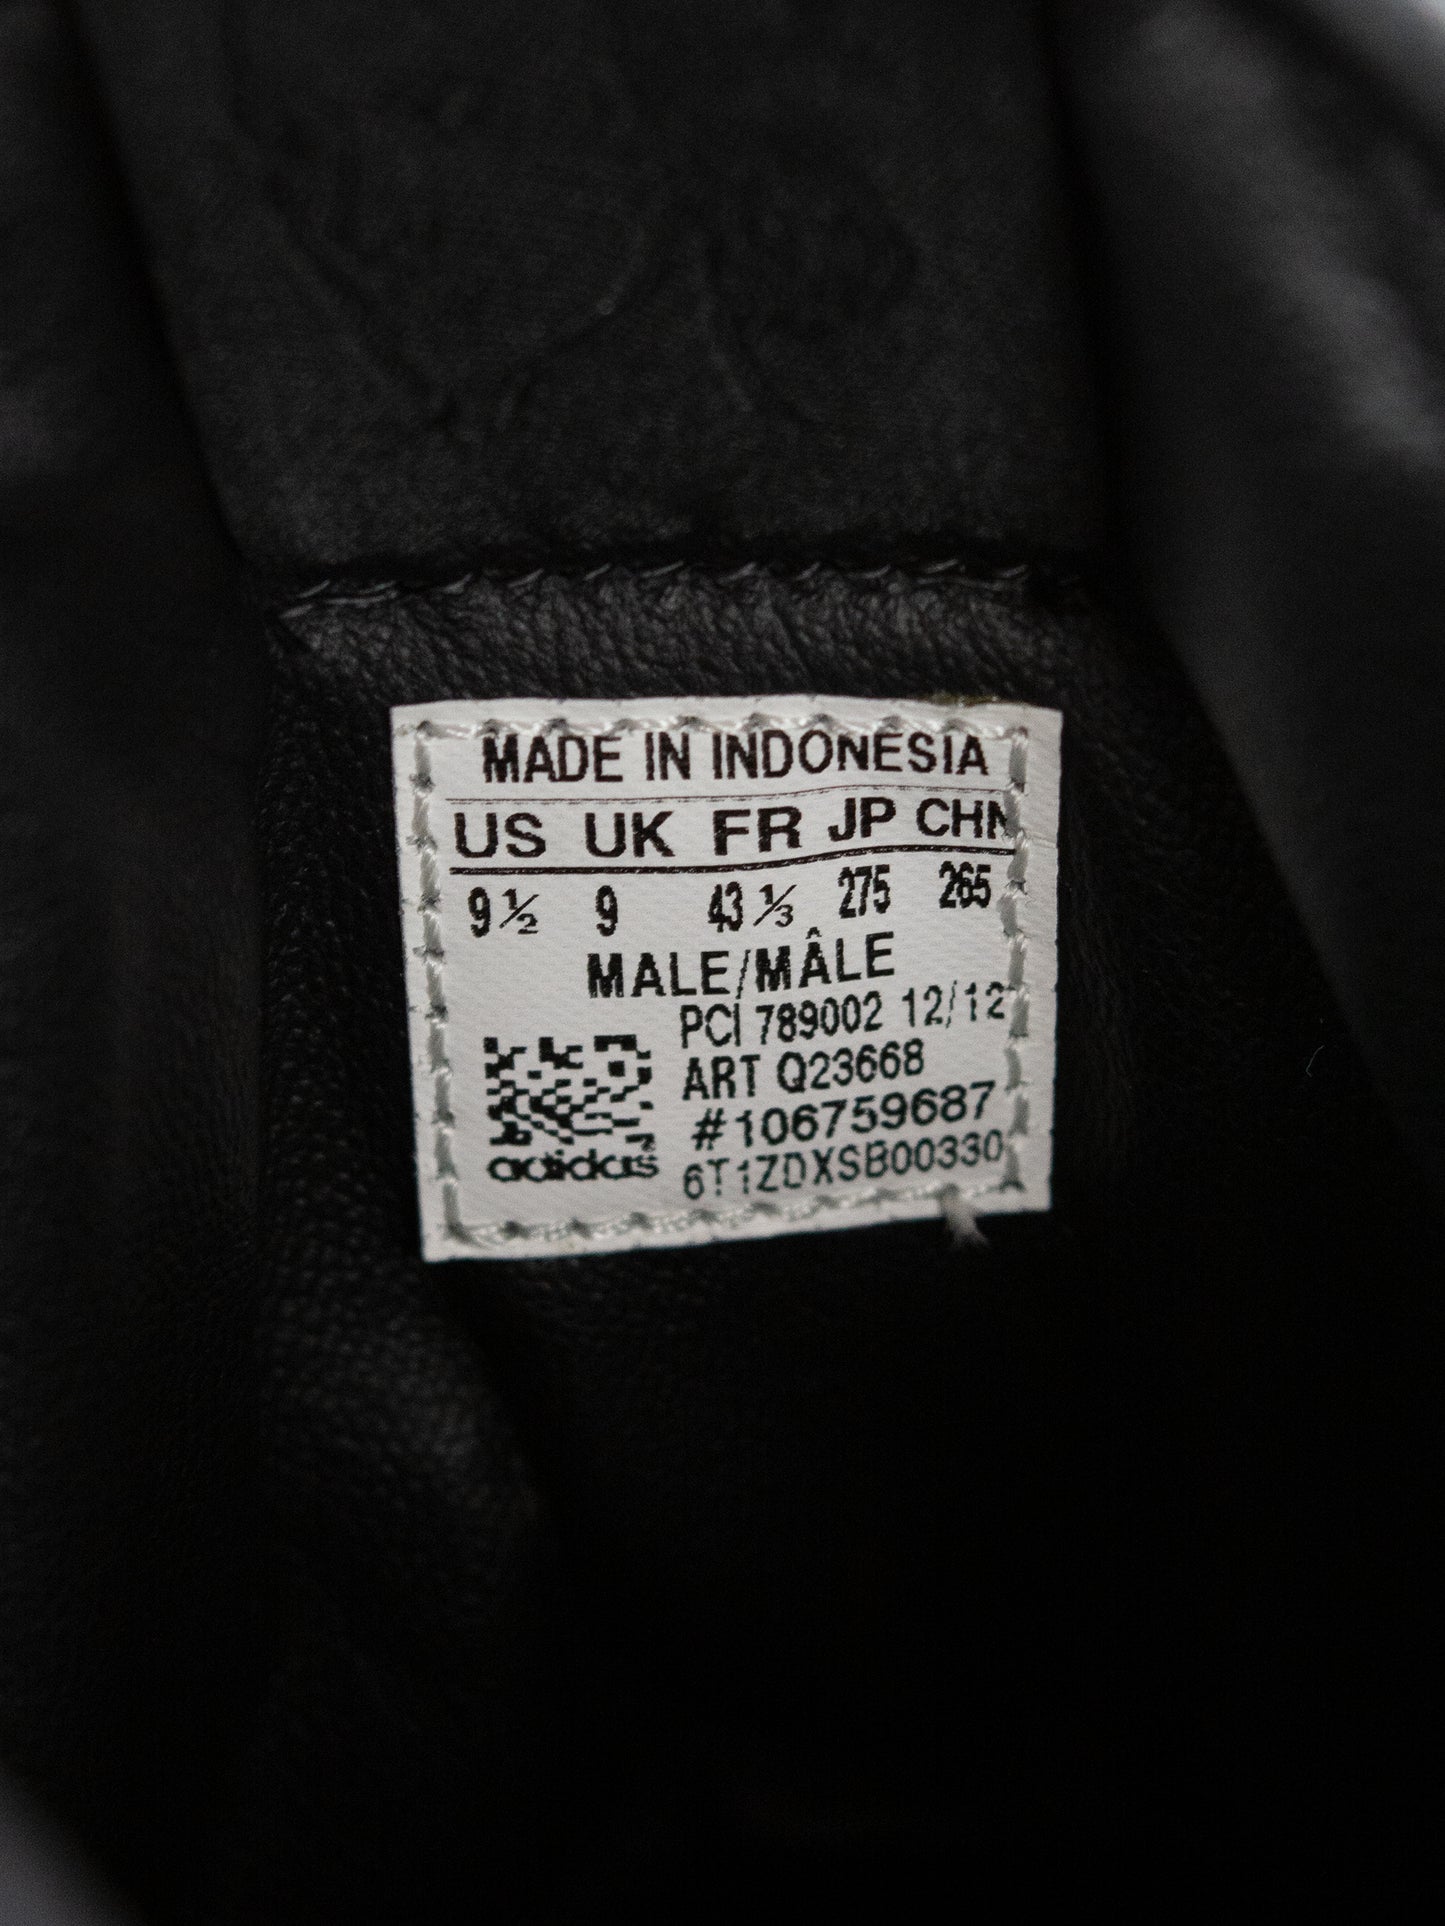 MADE IN INDONESIA
US UK FR JP CHN
9½ 9 43⅓ 275 265
MALE/MÂLE
PCI 789002 12/12
ART Q23668
#106759687
6T1ZDXSB00330
adidas